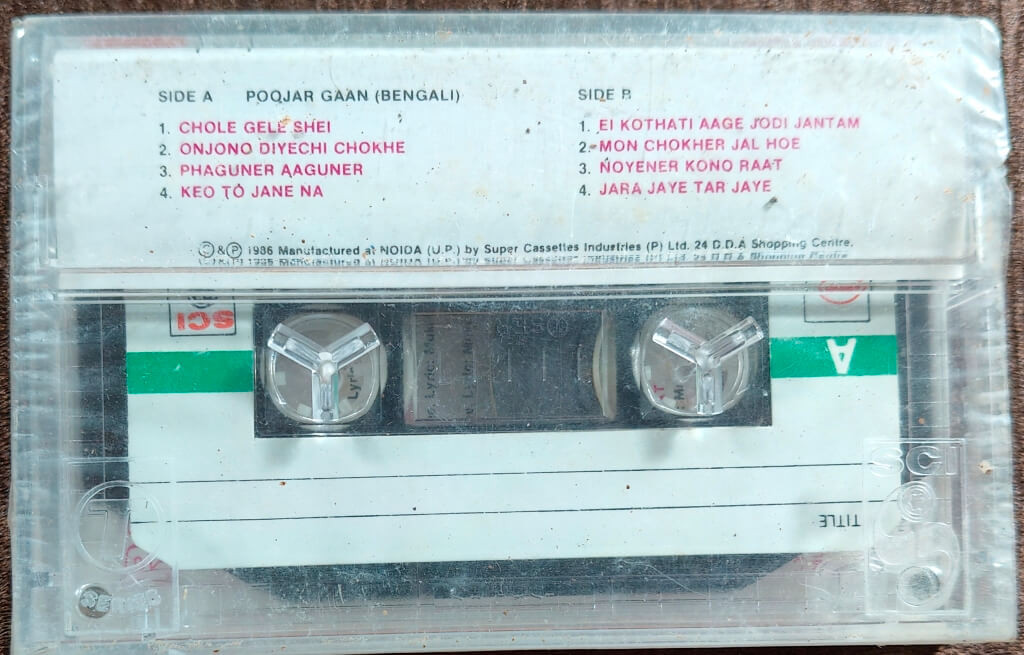 SIDE A POOJAR GAAN (BENGALI)
1. CHOLE GELE SHEI
2. ONJONO DIYECHI CHOKHE
3. PHAGUNER AAGUNER
4. KEO TO JANE NA
SIDE B
1. EI KOTHATI AAGE JODI JANTAM
2. MON CHOKHER JAL HOE
3. NOYENER KONO RAAT
4. JARA JAYE TAR JAYE
© & ℗ 1986 Manufactured at NOIDA (U.P.) by Super Cassettes Industries (P) Ltd. 24 D.D.A Shopping Centre.
SCI
A
Lyric:
TITLE
SCI